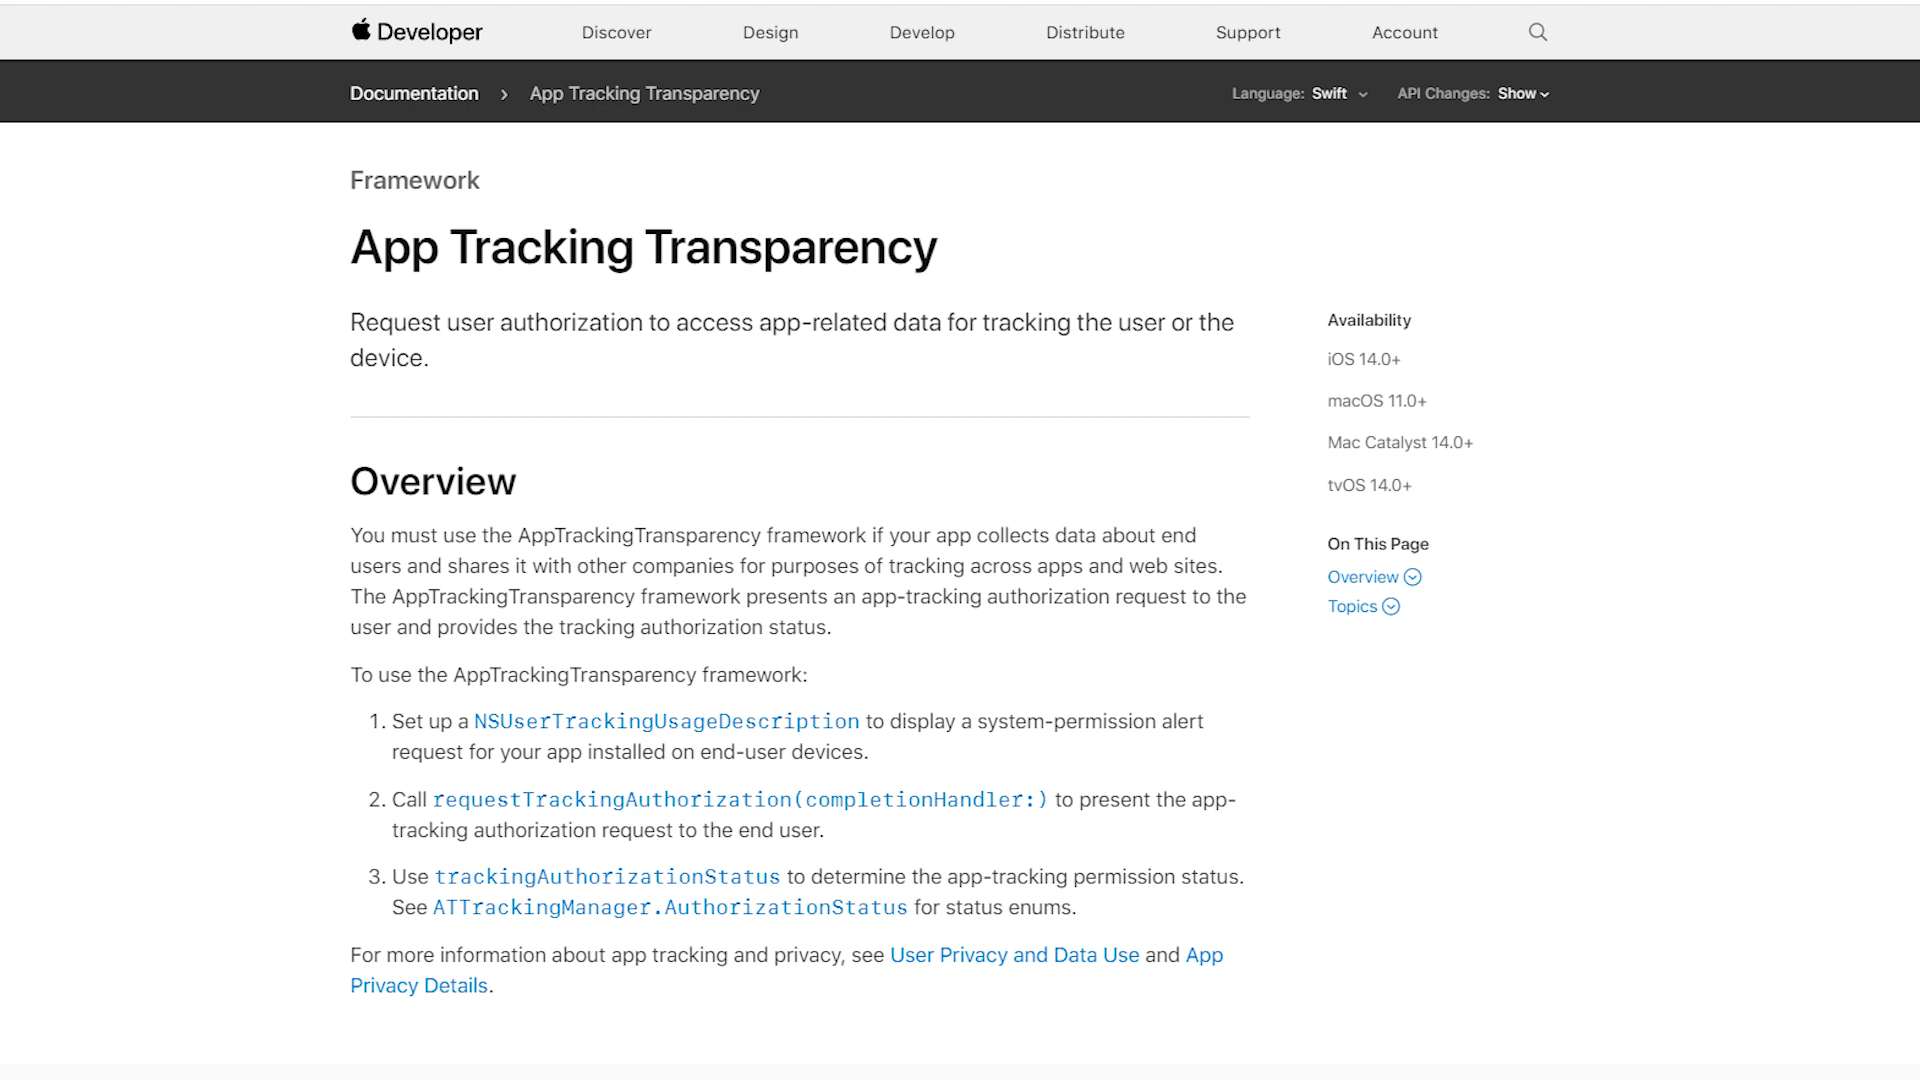 Developer Discover Design Develop Distribute Support Account
Documentation > App Tracking Transparency Language: Swift API Changes: Show
Framework
App Tracking Transparency
Request user authorization to access app-related data for tracking the user or the
device.
Availability
iOS 14.0+
macOS 11.0+
Mac Catalyst 14.0+
tvOS 14.0+
On This Page
Overview
Topics
Overview
You must use the AppTrackingTransparency framework if your app collects data about end
users and shares it with other companies for purposes of tracking across apps and web sites.
The AppTrackingTransparency framework presents an app-tracking authorization request to the
user and provides the tracking authorization status.
To use the AppTrackingTransparency framework:
1. Set up a NSUserTrackingUsageDescription to display a system-permission alert
request for your app installed on end-user devices.
2. Call requestTrackingAuthorization(completionHandler:) to present the app-
tracking authorization request to the end user.
3. Use trackingAuthorizationStatus to determine the app-tracking permission status.
See ATTrackingManager.AuthorizationStatus for status enums.
For more information about app tracking and privacy, see User Privacy and Data Use and App
Privacy Details.